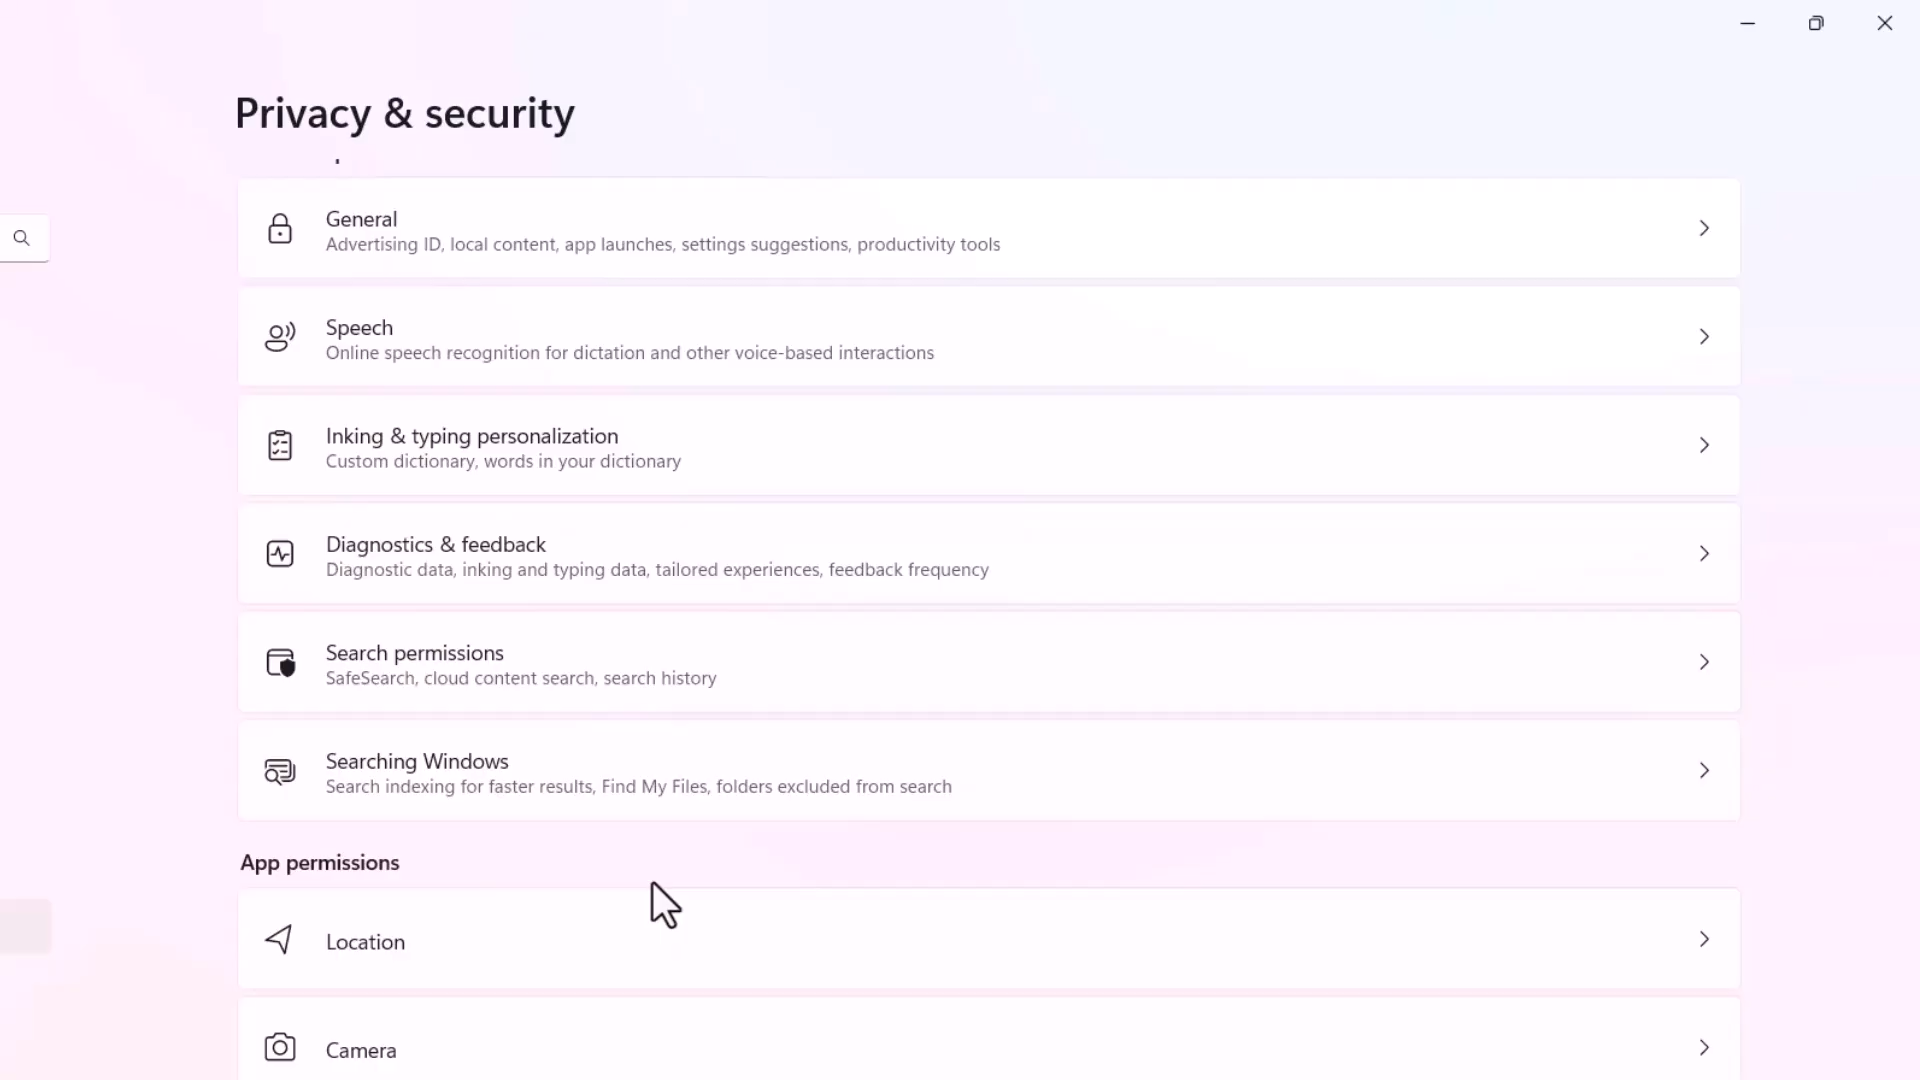 Privacy & security
General
Advertising ID, local content, app launches, settings suggestions, productivity tools
Speech
Online speech recognition for dictation and other voice-based interactions
Inking & typing personalization
Custom dictionary, words in your dictionary
Diagnostics & feedback
Diagnostic data, inking and typing data, tailored experiences, feedback frequency
Search permissions
SafeSearch, cloud content search, search history
Searching Windows
Search indexing for faster results, Find My Files, folders excluded from search
App permissions
Location
Camera